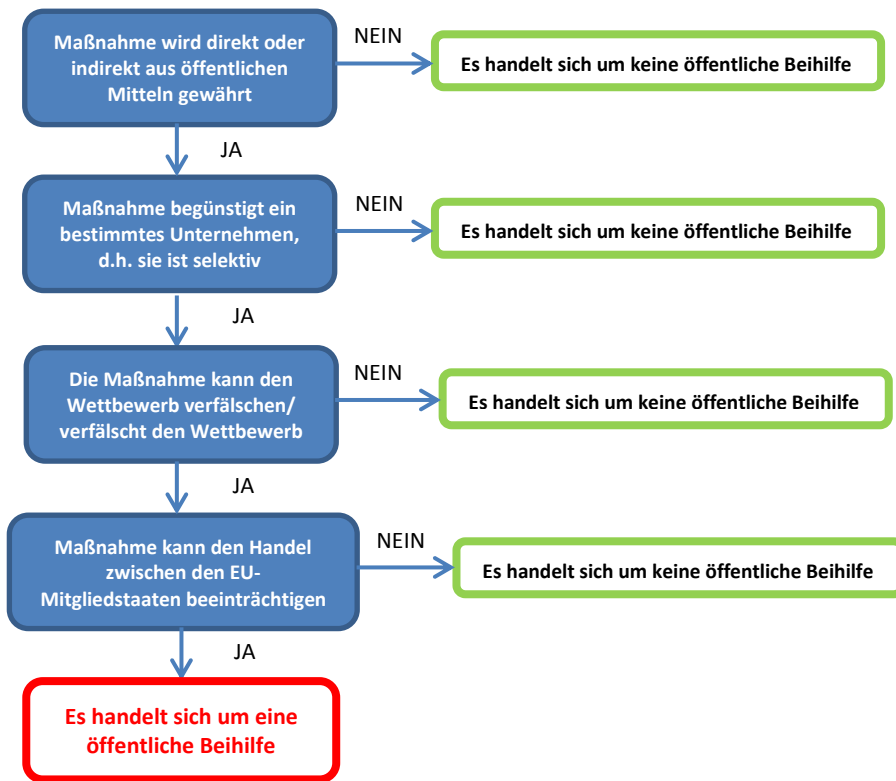 Maßnahme wird direkt oder
indirekt aus öffentlichen
Mitteln gewährt
NEIN
Es handelt sich um keine öffentliche Beihilfe
JA
Maßnahme begünstigt ein
bestimmtes Unternehmen,
d.h. sie ist selektiv
NEIN
Es handelt sich um keine öffentliche Beihilfe
JA
Die Maßnahme kann den
Wettbewerb verfälschen/
verfälscht den Wettbewerb
NEIN
Es handelt sich um keine öffentliche Beihilfe
JA
Maßnahme kann den Handel
zwischen den EU-
Mitgliedstaaten beeinträchtigen
NEIN
Es handelt sich um keine öffentliche Beihilfe
JA
Es handelt sich um eine
öffentliche Beihilfe